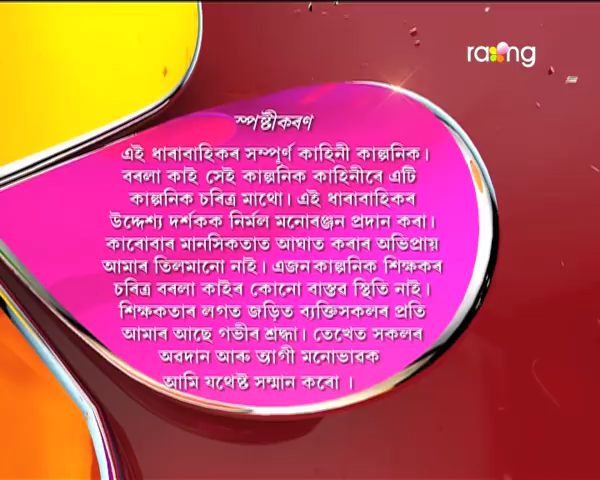 rang
স্পষ্টীকৰণ
এই ধাৰাবাহিকৰ সম্পূৰ্ণ কাহিনী কাল্পনিক।
বৰলা কাই সেই কাল্পনিক কাহিনীৰে এটি
কাল্পনিক চৰিত্ৰ মাথো। এই ধাৰাবাহিকৰ
উদ্দেশ্য দৰ্শকক নিৰ্মল মনোৰঞ্জন প্ৰদান কৰা।
কাৰোবাৰ মানসিকতাত আঘাত কৰাৰ অভিপ্ৰায়
আমাৰ তিলমানো নাই। এজন কাল্পনিক শিক্ষকৰ
চৰিত্ৰ বৰলা কাইৰ কোনো বাস্তৱ স্থিতি নাই।
শিক্ষকতাৰ লগত জড়িত ব্যক্তিসকলৰ প্ৰতি
আমাৰ আছে গভীৰ শ্ৰদ্ধা। তেখেত সকলৰ
অৱদান আৰু ত্যাগী মনোভাৱক
আমি যথেষ্ট সন্মান কৰো ।